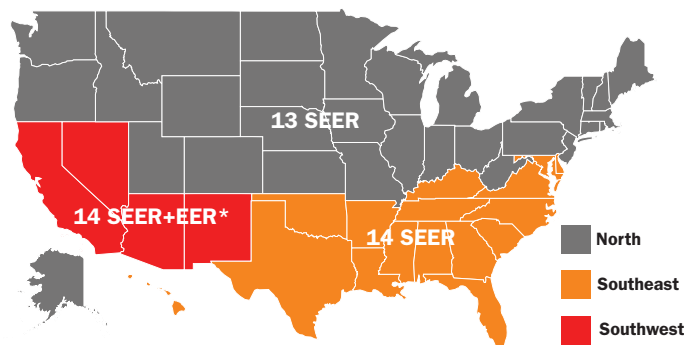 13 SEER
14 SEER+EER*
14 SEER
North
Southeast
Southwest